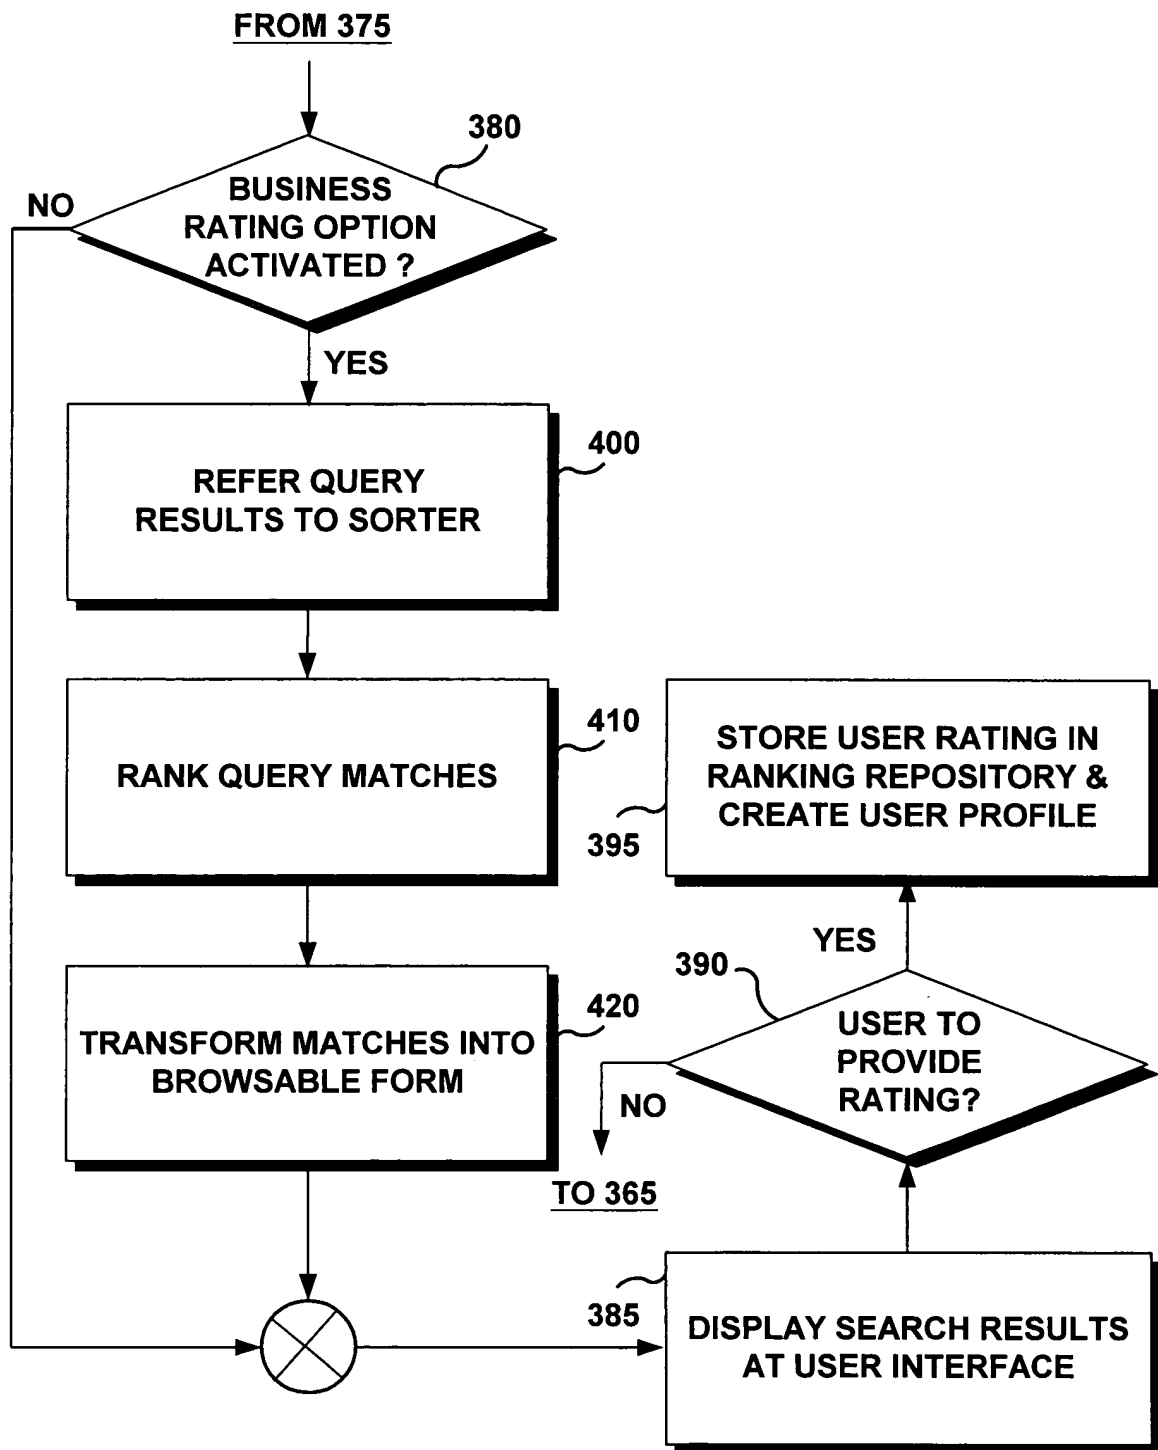 FROM 375
380
NO
BUSINESS
RATING OPTION
ACTIVATED ?
YES
400
REFER QUERY
RESULTS TO SORTER
410
RANK QUERY MATCHES
STORE USER RATING IN
RANKING REPOSITORY &
CREATE USER PROFILE
395
YES
390
420
TRANSFORM MATCHES INTO
BROWSABLE FORM
USER TO
PROVIDE
RATING?
NO
TO 365
385
DISPLAY SEARCH RESULTS
AT USER INTERFACE